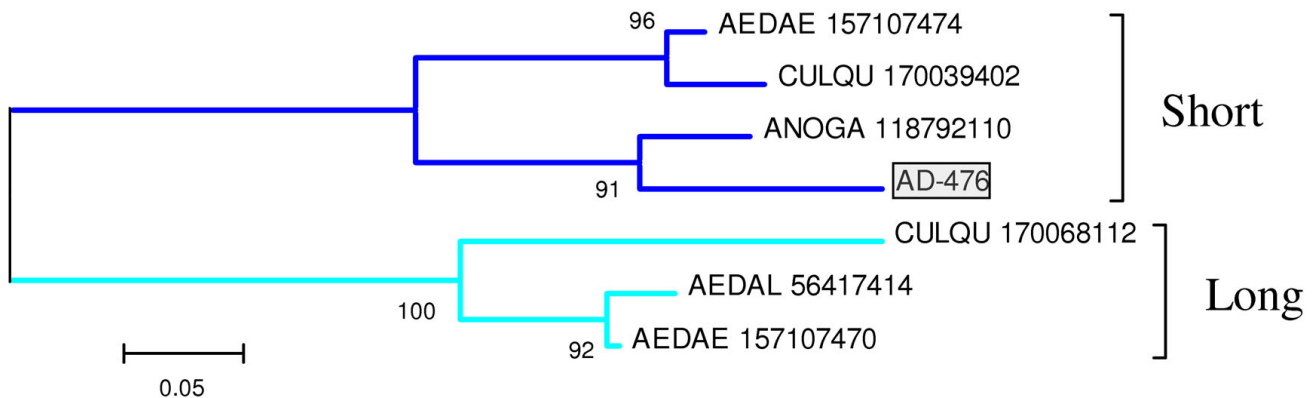 96
AEDAE 157107474
CULQU 170039402
ANOGA 118792110
Short
91
AD-476
CULQU 170068112
AEDAL 56417414
Long
100
AEDAE 157107470
92
0.05